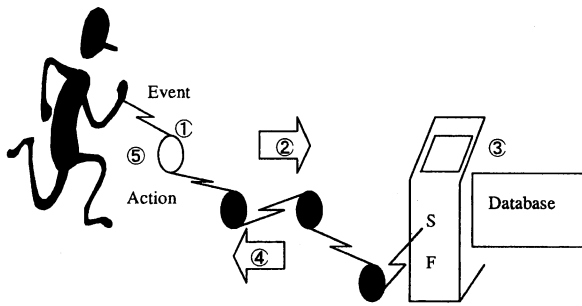 Event
①
②
③
⑤
Action
Database
S
④
F